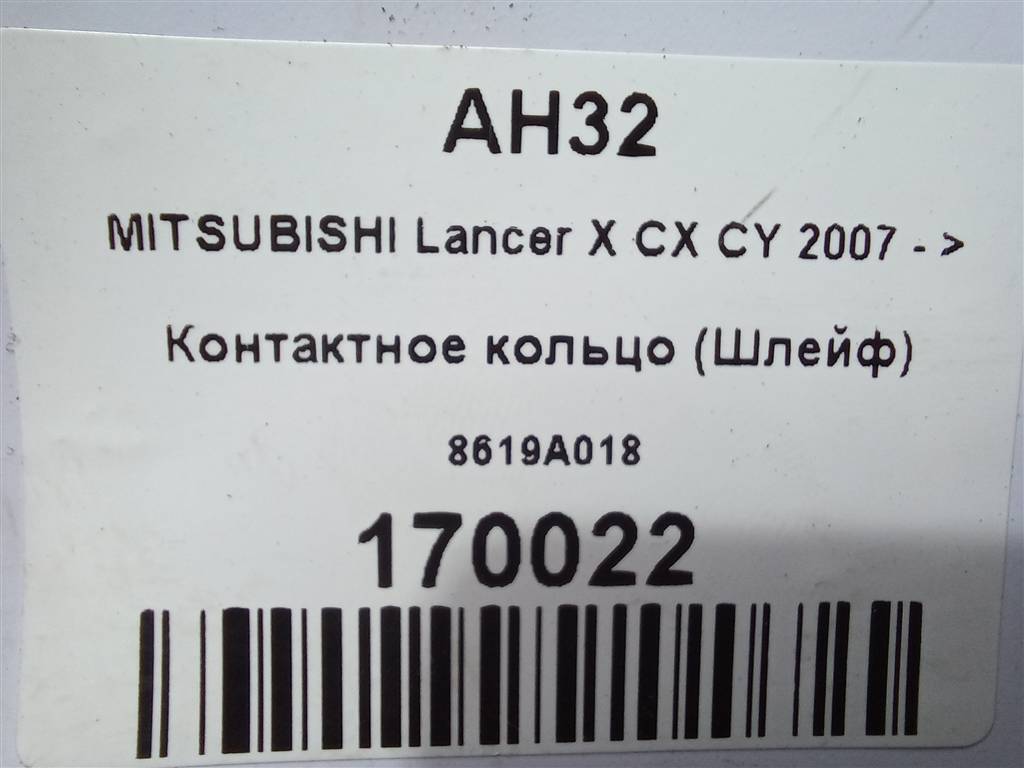 AH32
MITSUBISHI Lancer X CX CY 2007 - >
Контактное кольцо (Шлейф)
8619A018
170022